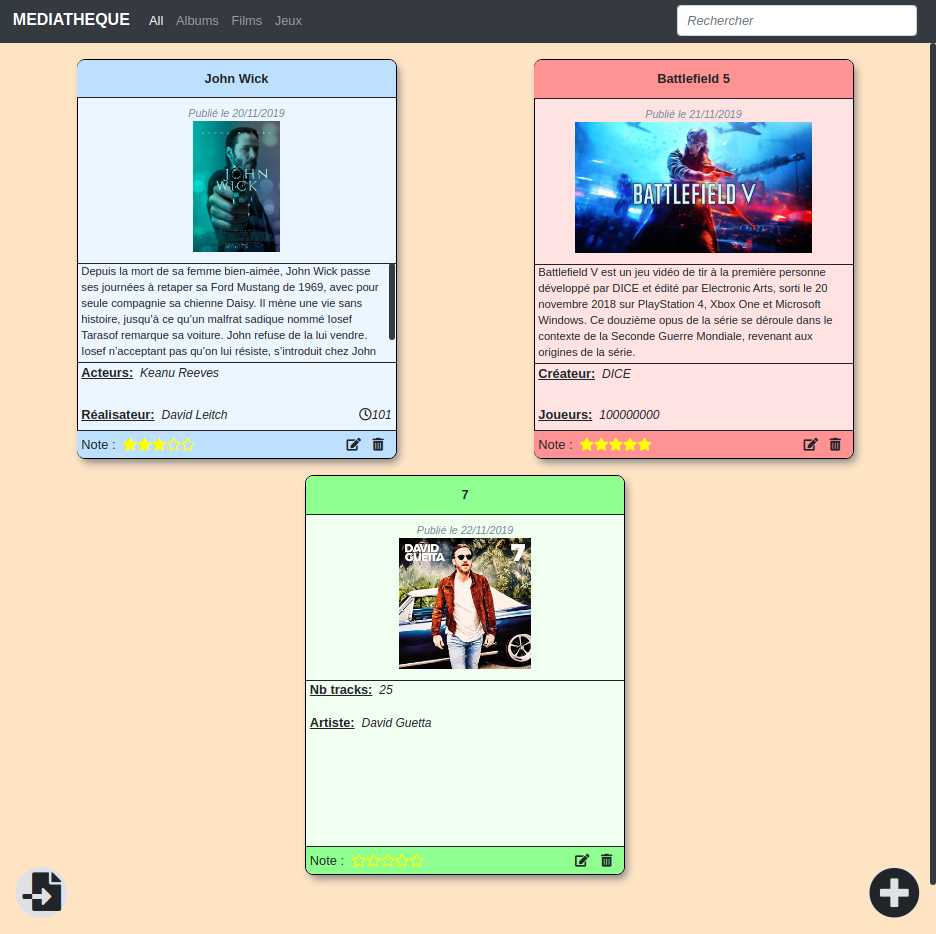 MEDIATHEQUE All Albums Films Jeux Rechercher
John Wick
Publié le 20/11/2019
JOHN WICK
Depuis la mort de sa femme bien-aimée, John Wick passe
ses journées à retaper sa Ford Mustang de 1969, avec pour
seule compagnie sa chienne Daisy. Il mène une vie sans
histoire, jusqu’à ce qu’un malfrat sadique nommé Iosef
Tarasof remarque sa voiture. John refuse de la lui vendre.
Iosef n’acceptant pas qu’on lui résiste, s’introduit chez John
Acteurs: Keanu Reeves
Réalisateur: David Leitch 101
Note :
Battlefield 5
Publié le 21/11/2019
BATTLEFIELD V
Battlefield V est un jeu vidéo de tir à la première personne
développé par DICE et édité par Electronic Arts, sorti le 20
novembre 2018 sur PlayStation 4, Xbox One et Microsoft
Windows. Ce douzième opus de la série se déroule dans le
contexte de la Seconde Guerre Mondiale, revenant aux
origines de la série.
Créateur: DICE
Joueurs: 100000000
Note :
7
Publié le 22/11/2019
DAVID
GUETTA
7
Nb tracks: 25
Artiste: David Guetta
Note :